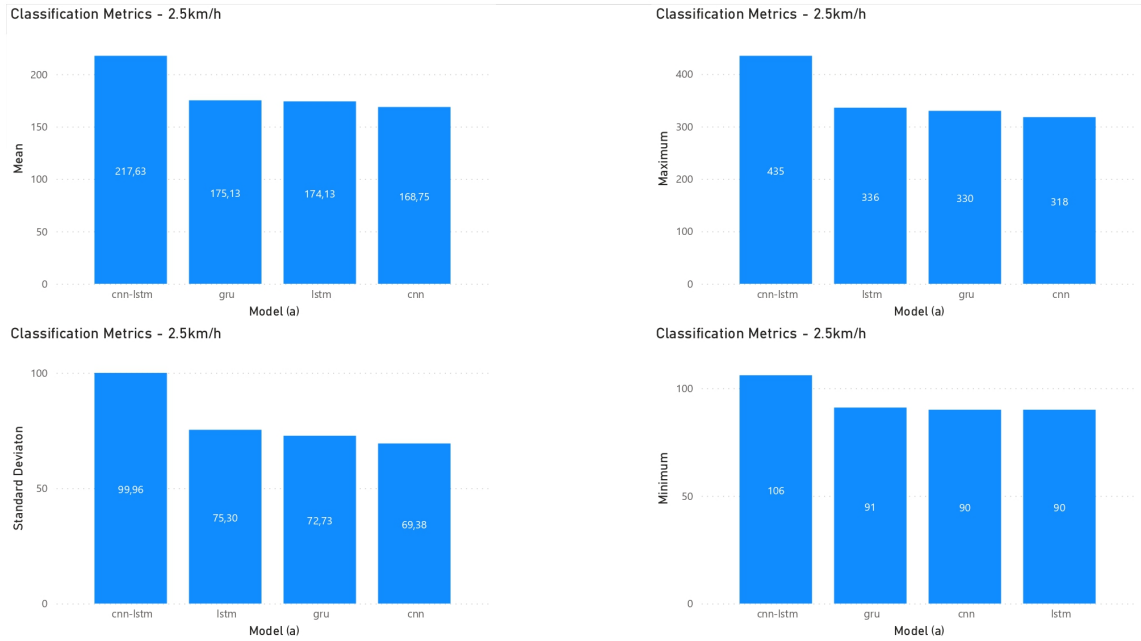 Classification Metrics - 2.5km/h
Mean
200
150
100
50
0
217,63
175,13
174,13
168,75
cnn-lstm
gru
lstm
cnn
Model (a)
Classification Metrics - 2.5km/h
Maximum
400
300
200
100
0
435
336
330
318
cnn-lstm
lstm
gru
cnn
Model (a)
Classification Metrics - 2.5km/h
Standard Deviaton
100
50
0
99,96
75,30
72,73
69,38
cnn-lstm
lstm
gru
cnn
Model (a)
Classification Metrics - 2.5km/h
Minimum
100
50
0
106
91
90
90
cnn-lstm
gru
cnn
lstm
Model (a)